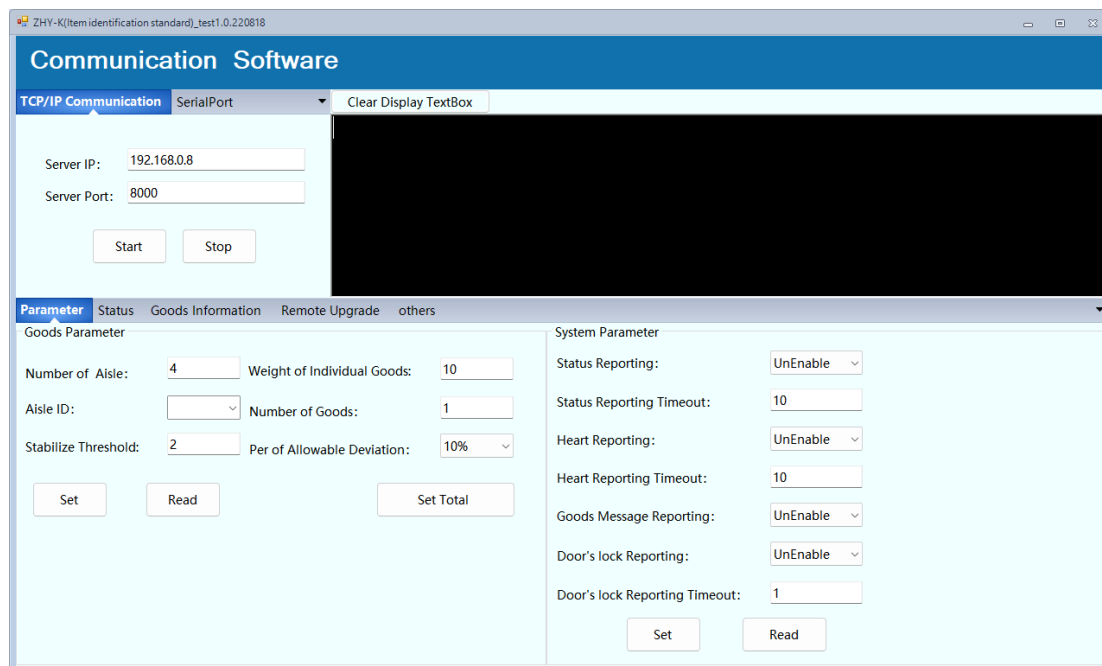 ZHY-K(Item identification standard)_test1.0.220818
Communication Software
TCP/IP Communication SerialPort Clear Display TextBox
Server IP: 192.168.0.8
Server Port: 8000
Start Stop
Parameter Status Goods Information Remote Upgrade others
Goods Parameter
Number of Aisle: 4 Weight of Individual Goods: 10
Aisle ID: Number of Goods: 1
Stabilize Threshold: 2 Per of Allowable Deviation: 10%
Set Read Set Total
System Parameter
Status Reporting: UnEnable
Status Reporting Timeout: 10
Heart Reporting: UnEnable
Heart Reporting Timeout: 10
Goods Message Reporting: UnEnable
Door's lock Reporting: UnEnable
Door's lock Reporting Timeout: 1
Set Read